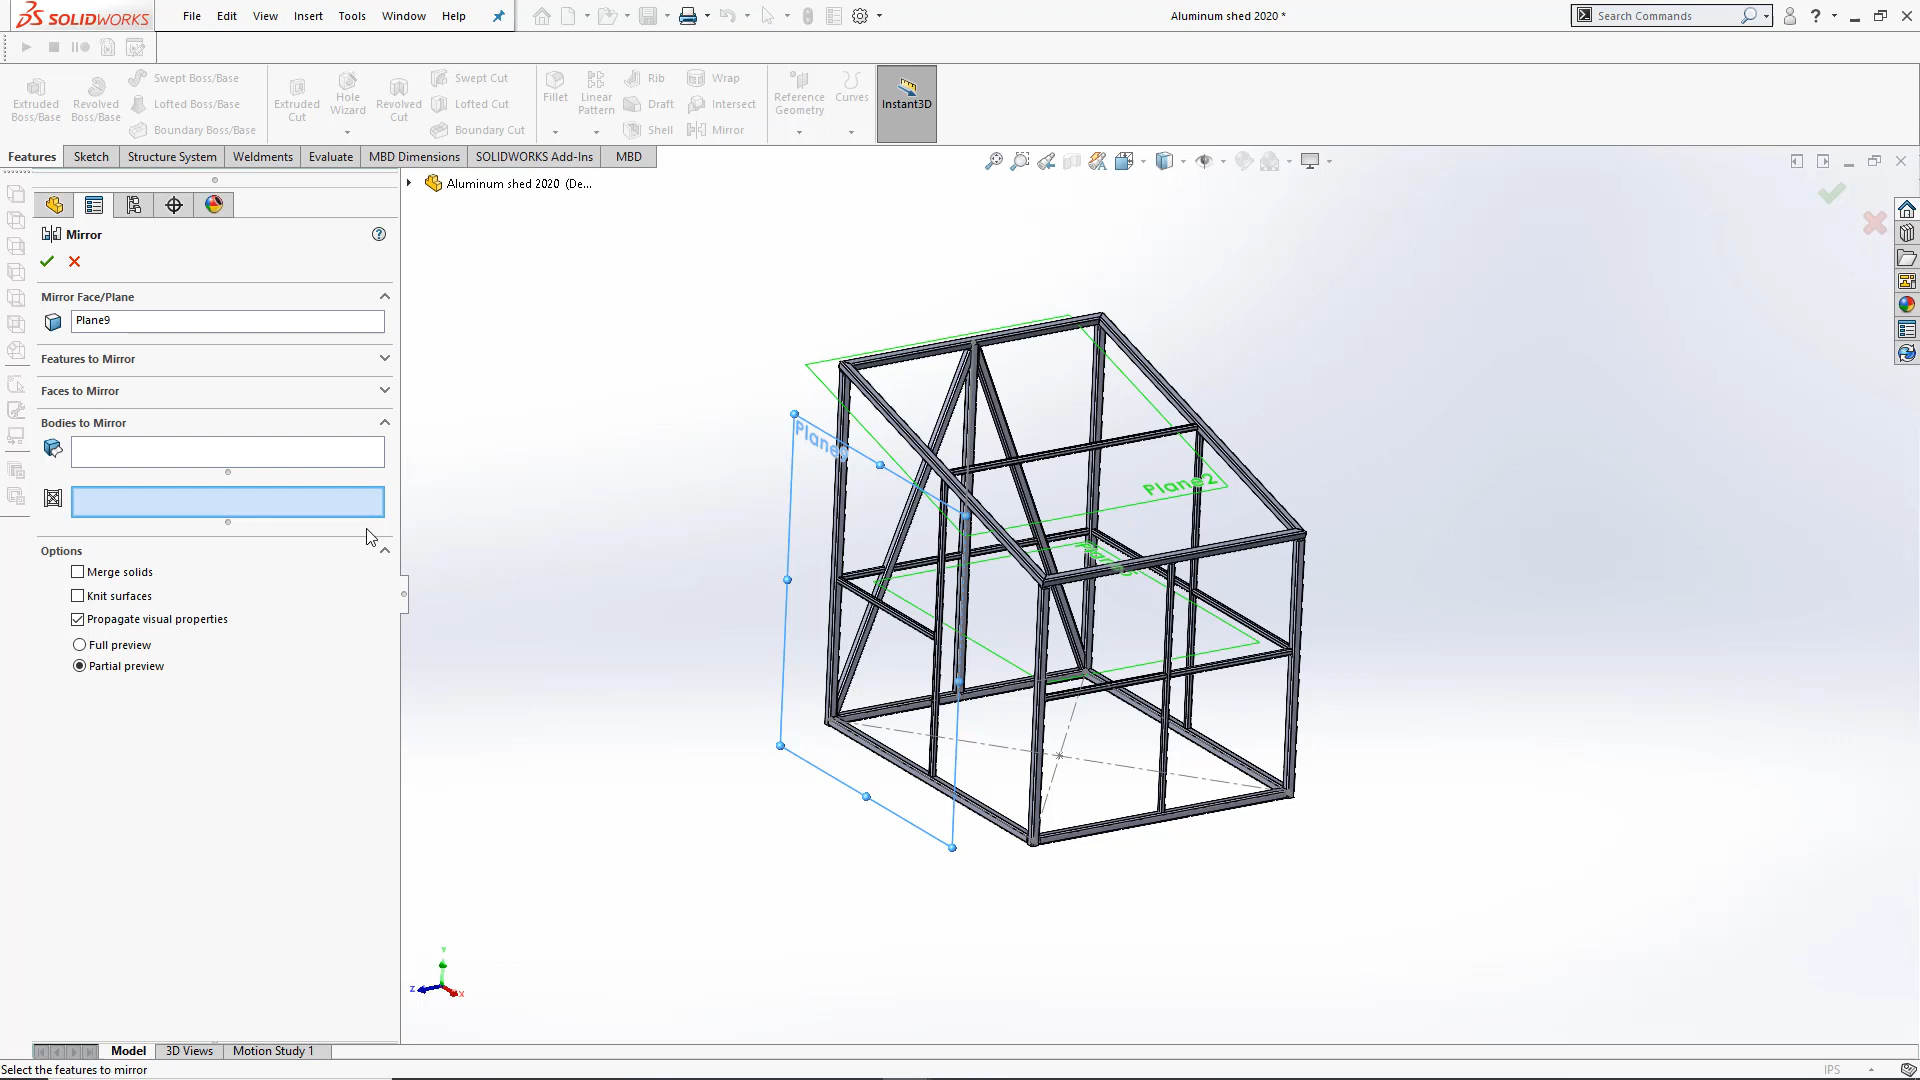 SOLIDWORKS
File Edit View Insert Tools Window Help
Aluminum shed 2020 *
Search Commands
Extruded Boss/Base
Revolved Boss/Base
Swept Boss/Base
Lofted Boss/Base
Boundary Boss/Base
Extruded Cut
Hole Wizard
Revolved Cut
Swept Cut
Lofted Cut
Boundary Cut
Fillet
Linear Pattern
Rib
Draft
Shell
Wrap
Intersect
Mirror
Reference Geometry
Curves
Instant3D
Features Sketch Structure System Weldments Evaluate MBD Dimensions SOLIDWORKS Add-Ins MBD
Aluminum shed 2020 (De...
Mirror
Mirror Face/Plane
Plane9
Features to Mirror
Faces to Mirror
Bodies to Mirror
Options
Merge solids
Knit surfaces
Propagate visual properties
Full preview
Partial preview
Plane9
Plane2
Y
Z
X
Model 3D Views Motion Study 1
Select the features to mirror
IPS